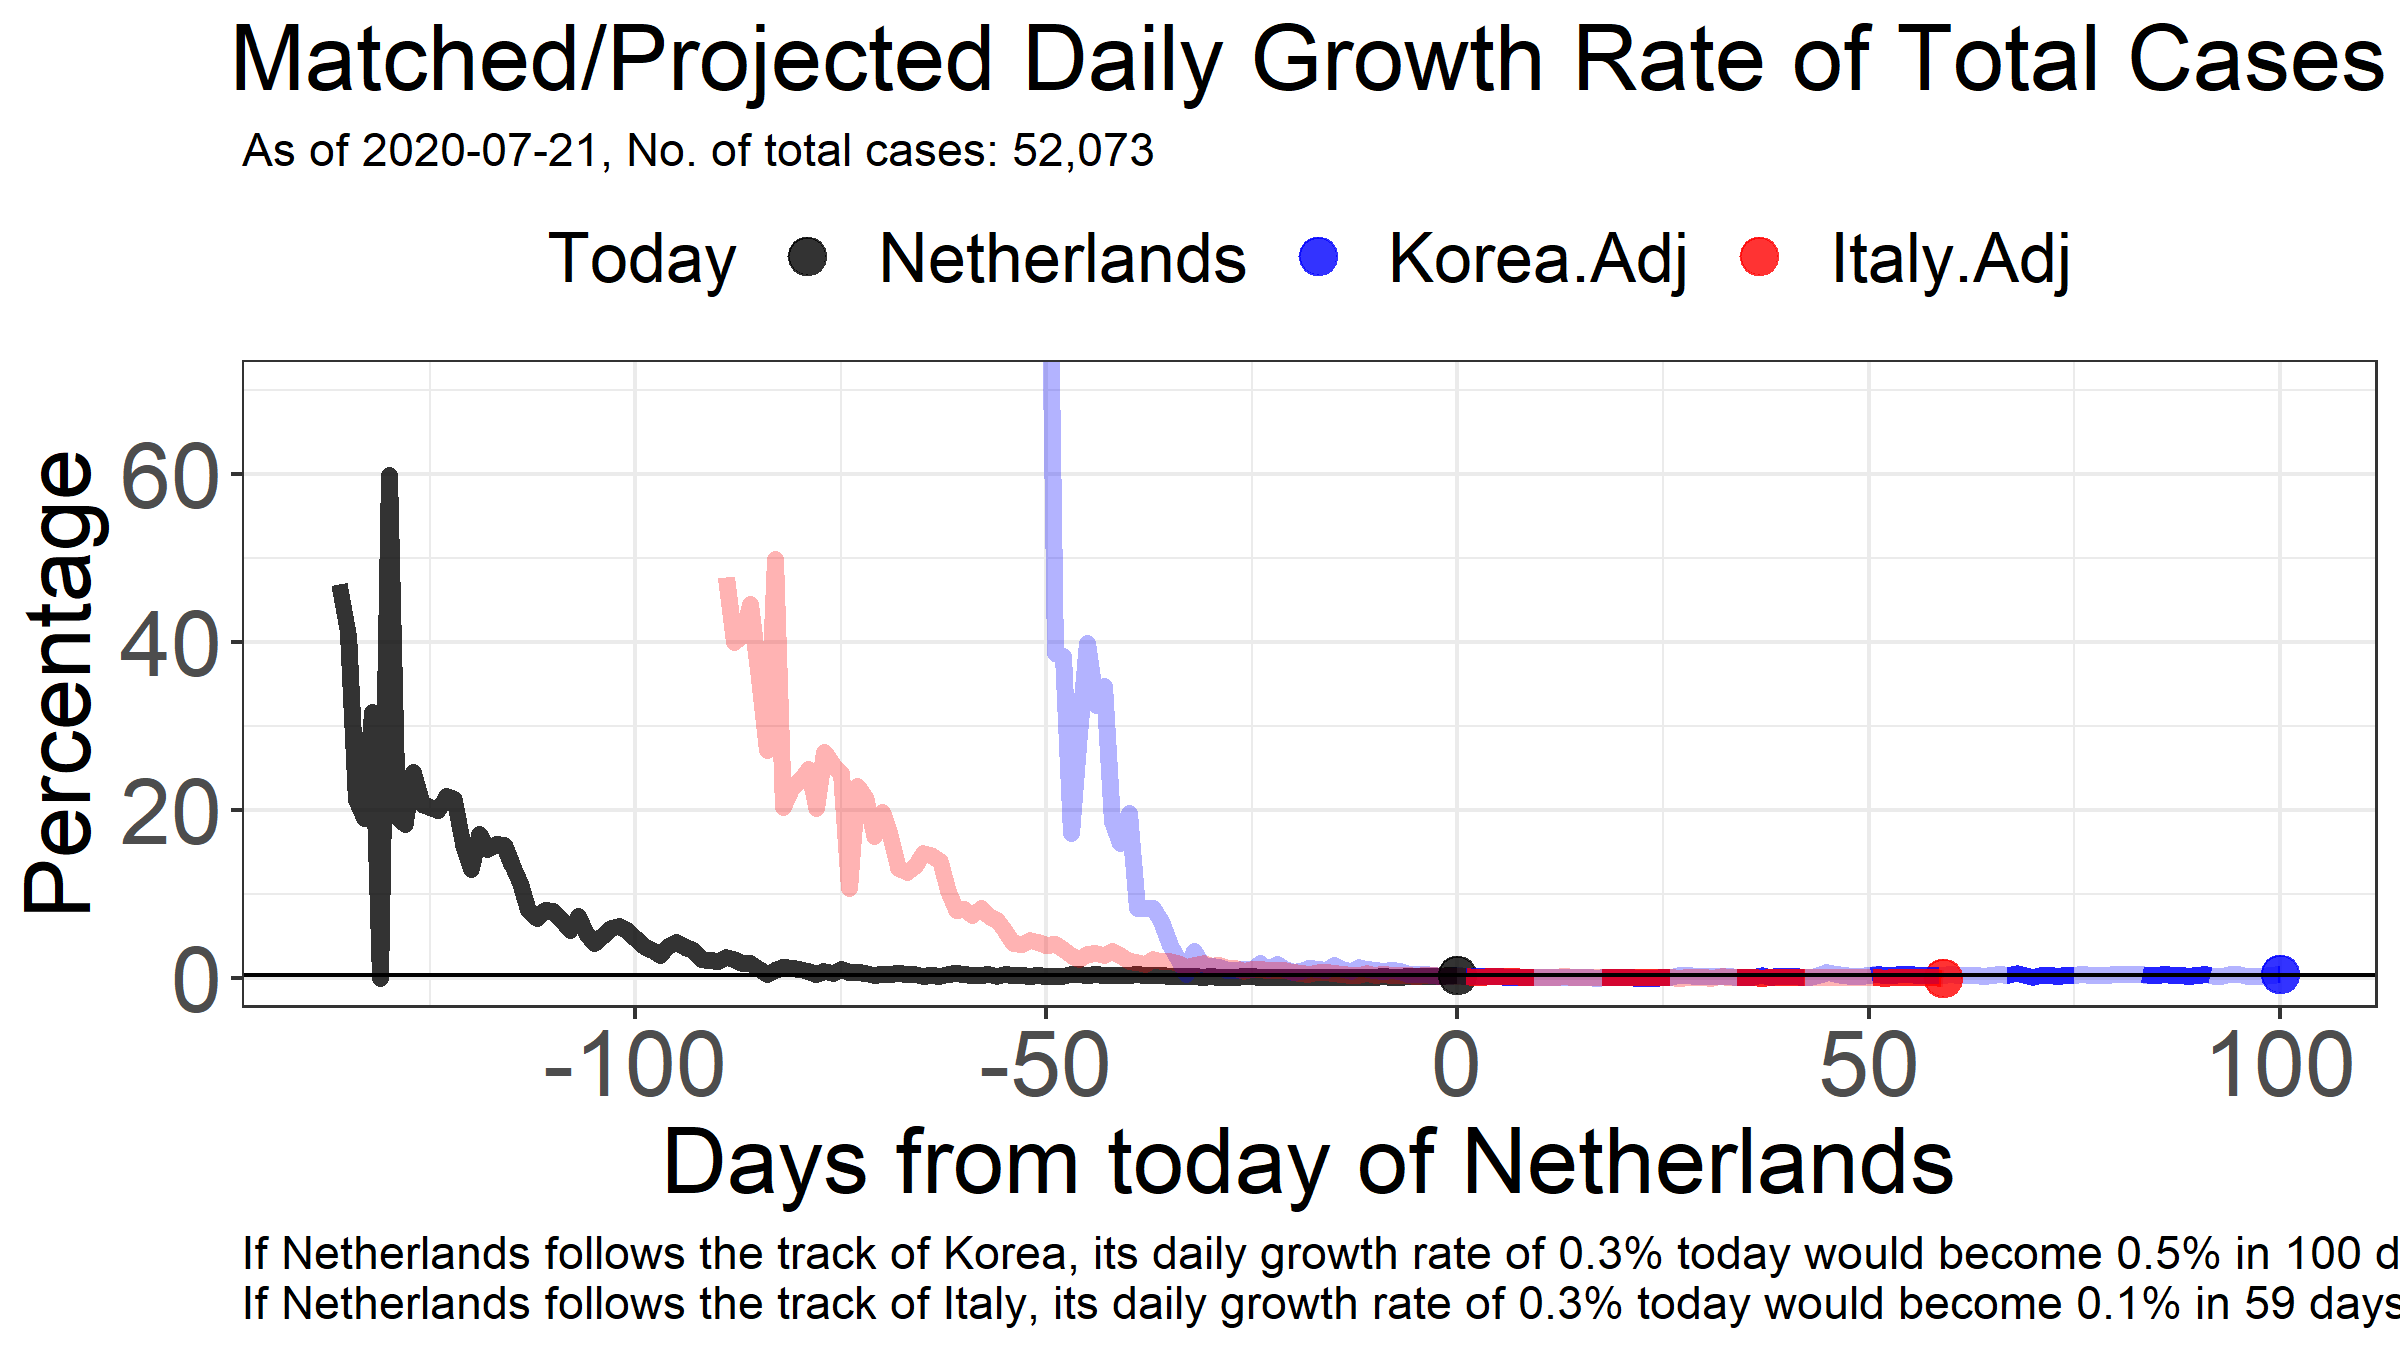 Matched/Projected Daily Growth Rate of Total Cases
As of 2020-07-21, No. of total cases: 52,073
Today Netherlands Korea.Adj Italy.Adj
Percentage
60
40
20
0
-100 -50 0 50 100
Days from today of Netherlands
If Netherlands follows the track of Korea, its daily growth rate of 0.3% today would become 0.5% in 100 d
If Netherlands follows the track of Italy, its daily growth rate of 0.3% today would become 0.1% in 59 days